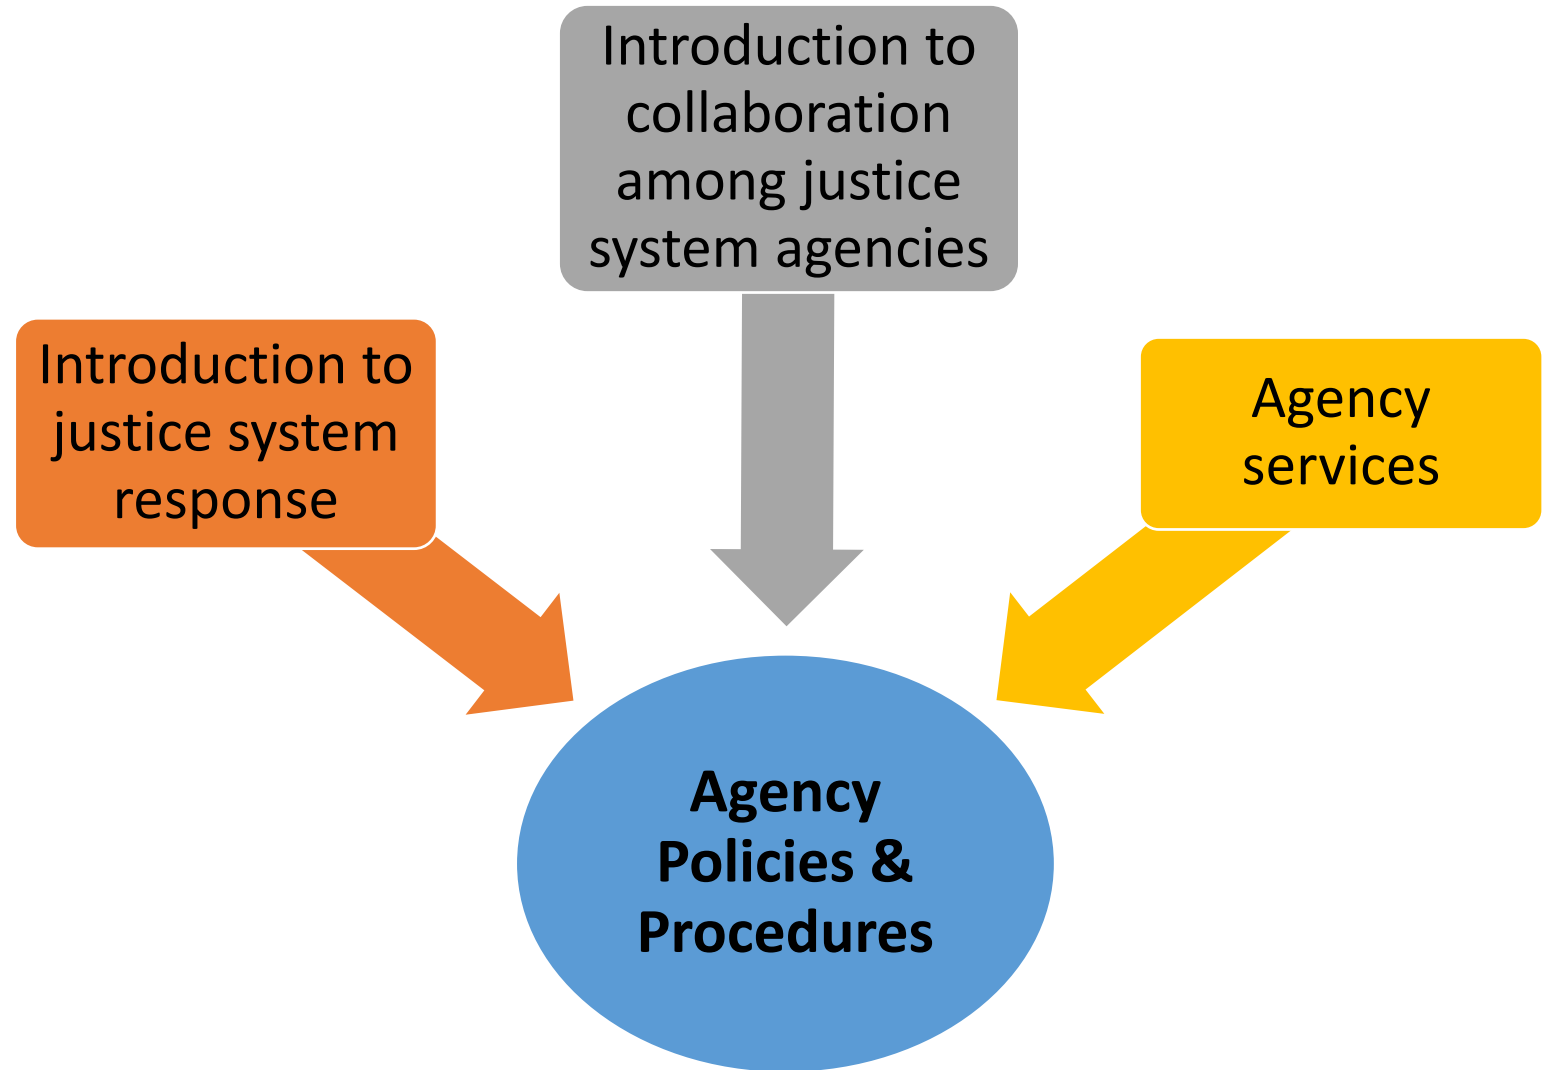 Introduction to
collaboration
among justice
system agencies
Introduction to
justice system
response
Agency
services
Agency
Policies &
Procedures